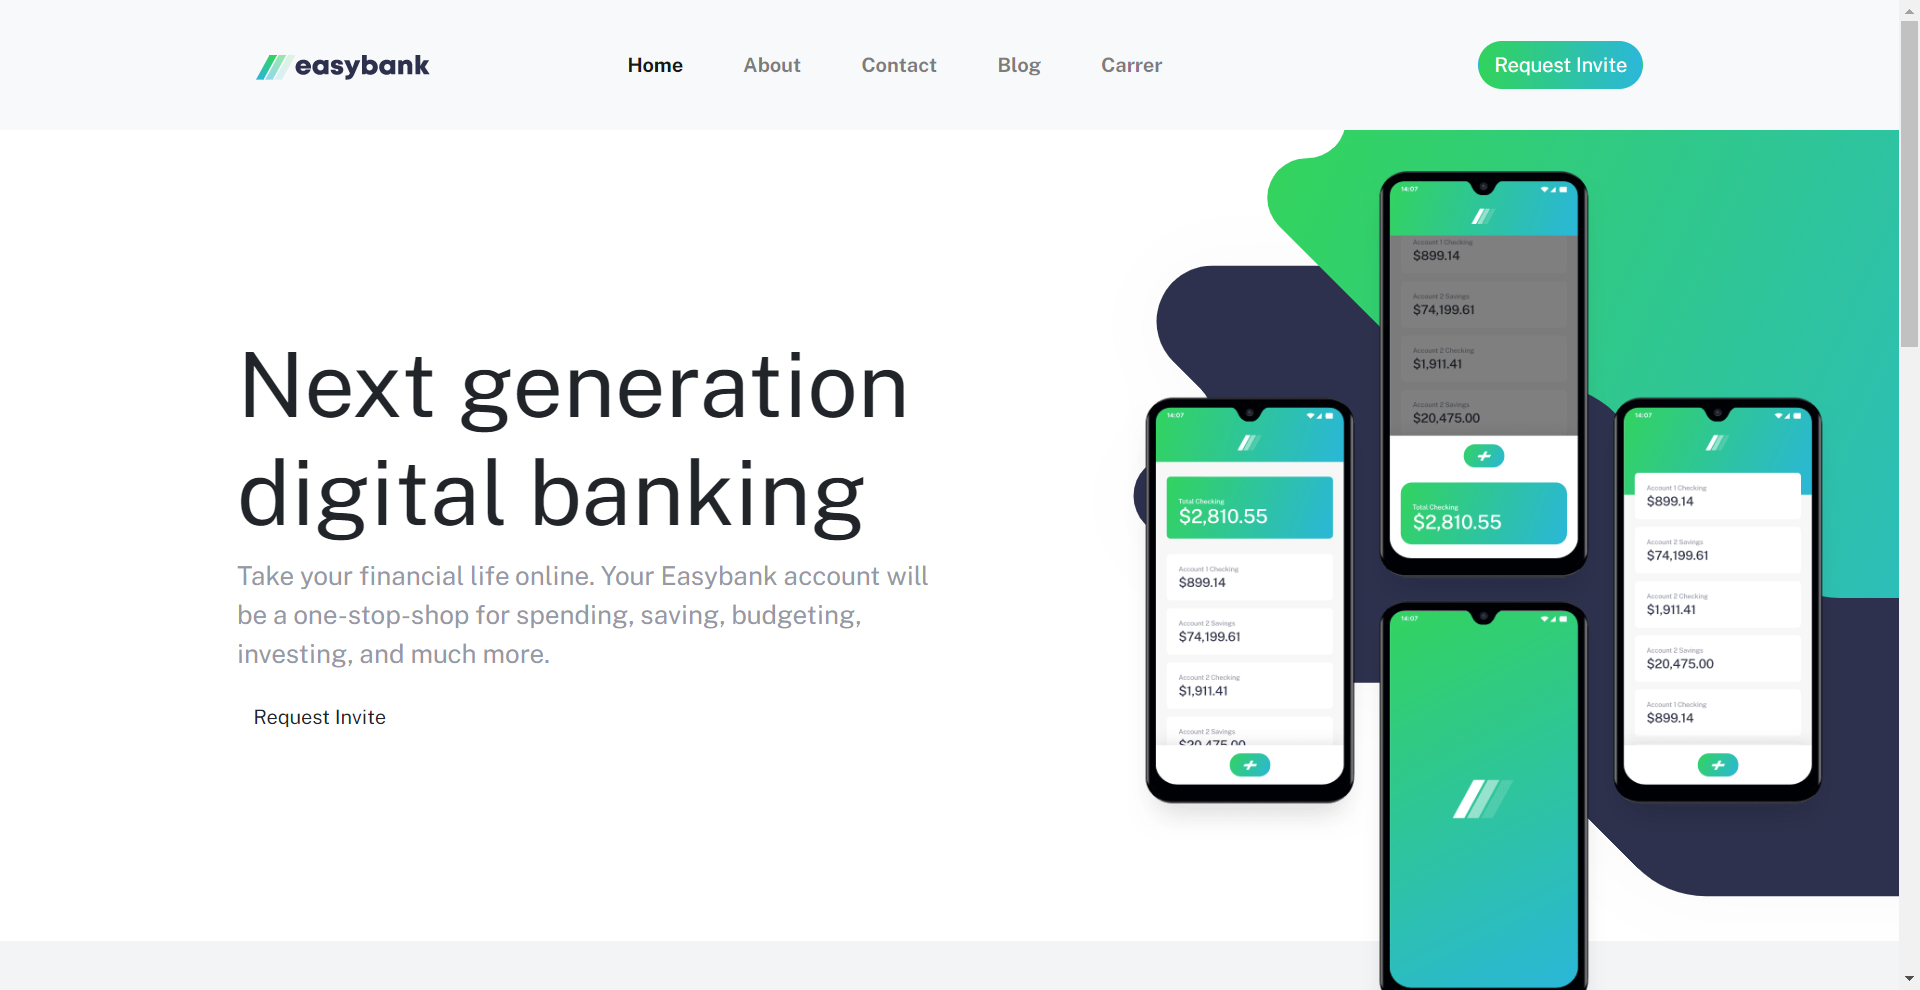 easybank
Home
About
Contact
Blog
Carrer
Request Invite
Next generation
digital banking
Take your financial life online. Your Easybank account will
be a one-stop-shop for spending, saving, budgeting,
investing, and much more.
Request Invite
14:07
Account 1 Checking
$899.14
Account 2 Savings
$74,199.61
Account 2 Checking
$1,911.41
Account 2 Savings
$20,475.00
Total Checking
$2,810.55
14:07
Total Checking
$2,810.55
Account 1 Checking
$899.14
Account 2 Savings
$74,199.61
Account 2 Checking
$1,911.41
Account 2 Savings
$20,475.00
14:07
Account 1 Checking
$899.14
Account 2 Savings
$74,199.61
Account 2 Checking
$1,911.41
Account 2 Savings
$20,475.00
Account 1 Checking
$899.14
14:07